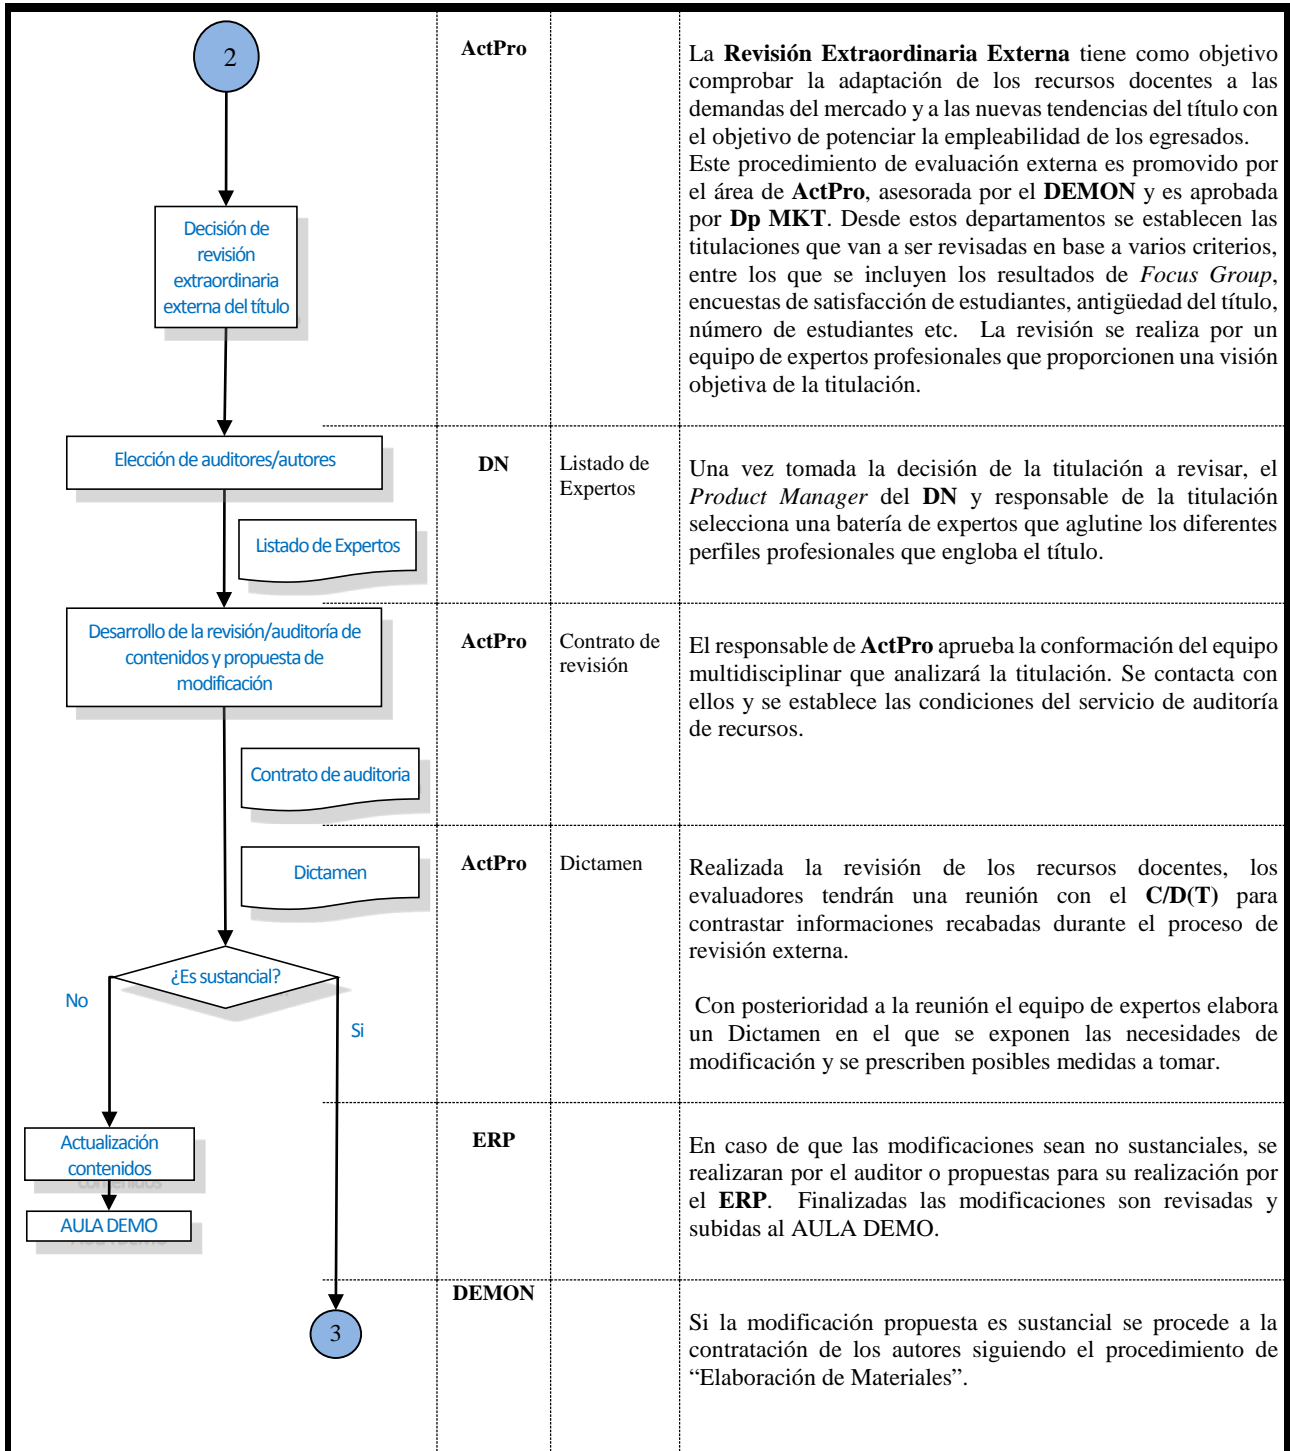 2
Decisión de
revisión
extraordinaria
externa del título
ActPro
La Revisión Extraordinaria Externa tiene como objetivo
comprobar la adaptación de los recursos docentes a las
demandas del mercado y a las nuevas tendencias del título con
el objetivo de potenciar la empleabilidad de los egresados.
Este procedimiento de evaluación externa es promovido por
el área de ActPro, asesorada por el DEMON y es aprobada
por Dp MKT. Desde estos departamentos se establecen las
titulaciones que van a ser revisadas en base a varios criterios,
entre los que se incluyen los resultados de Focus Group,
encuestas de satisfacción de estudiantes, antigüedad del título,
número de estudiantes etc. La revisión se realiza por un
equipo de expertos profesionales que proporcionen una visión
objetiva de la titulación.
Elección de auditores/autores
Listado de Expertos
DN
Listado de
Expertos
Una vez tomada la decisión de la titulación a revisar, el
Product Manager del DN y responsable de la titulación
selecciona una batería de expertos que aglutine los diferentes
perfiles profesionales que engloba el título.
Desarrollo de la revisión/auditoría de
contenidos y propuesta de
modificación
Contrato de auditoria
ActPro
Contrato de
revisión
El responsable de ActPro aprueba la conformación del equipo
multidisciplinar que analizará la titulación. Se contacta con
ellos y se establece las condiciones del servicio de auditoría
de recursos.
Dictamen
¿Es sustancial?
No
Si
ActPro
Dictamen
Realizada la revisión de los recursos docentes, los
evaluadores tendrán una reunión con el C/D(T) para
contrastar informaciones recabadas durante el proceso de
revisión externa.
Con posterioridad a la reunión el equipo de expertos elabora
un Dictamen en el que se exponen las necesidades de
modificación y se prescriben posibles medidas a tomar.
Actualización
contenidos
AULA DEMO
ERP
En caso de que las modificaciones sean no sustanciales, se
realizaran por el auditor o propuestas para su realización por
el ERP. Finalizadas las modificaciones son revisadas y
subidas al AULA DEMO.
3
DEMON
Si la modificación propuesta es sustancial se procede a la
contratación de los autores siguiendo el procedimiento de
“Elaboración de Materiales”.